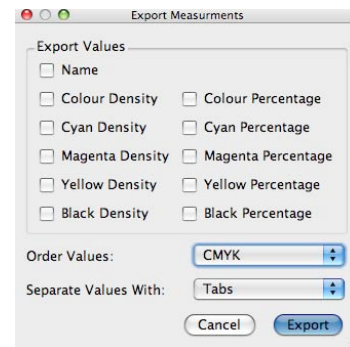 Export Measurments
Export Values
Name
Colour Density Colour Percentage
Cyan Density Cyan Percentage
Magenta Density Magenta Percentage
Yellow Density Yellow Percentage
Black Density Black Percentage
Order Values: CMYK
Separate Values With: Tabs
Cancel Export